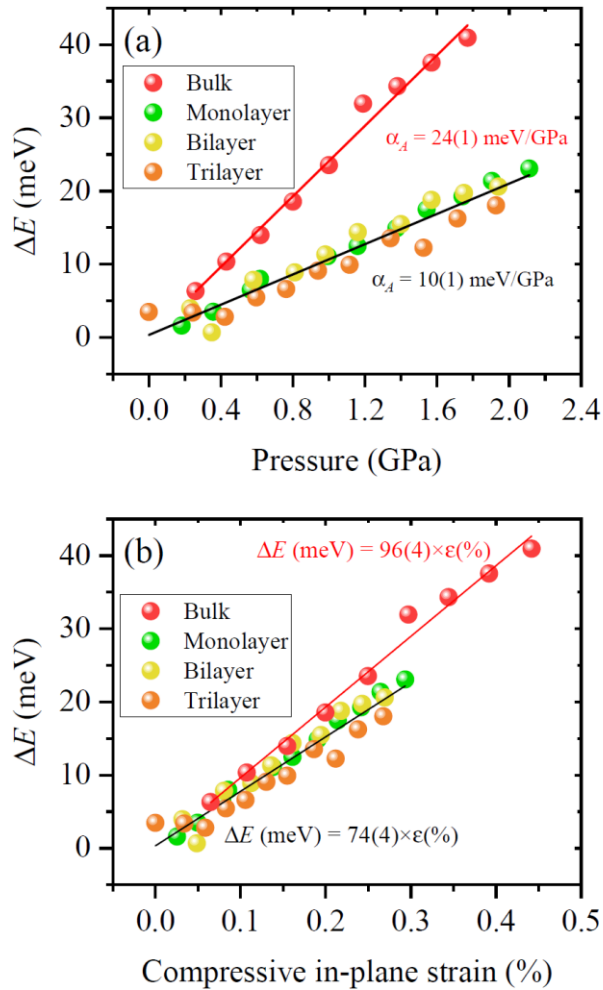 (a)
Bulk
Monolayer
Bilayer
Trilayer
α_A = 24(1) meV/GPa
α_A = 10(1) meV/GPa
ΔE (meV)
40
30
20
10
0
0.0 0.4 0.8 1.2 1.6 2.0 2.4
Pressure (GPa)
(b)
ΔE (meV) = 96(4)×ε(%)
Bulk
Monolayer
Bilayer
Trilayer
ΔE (meV) = 74(4)×ε(%)
ΔE (meV)
40
30
20
10
0
0.0 0.1 0.2 0.3 0.4 0.5
Compressive in-plane strain (%)